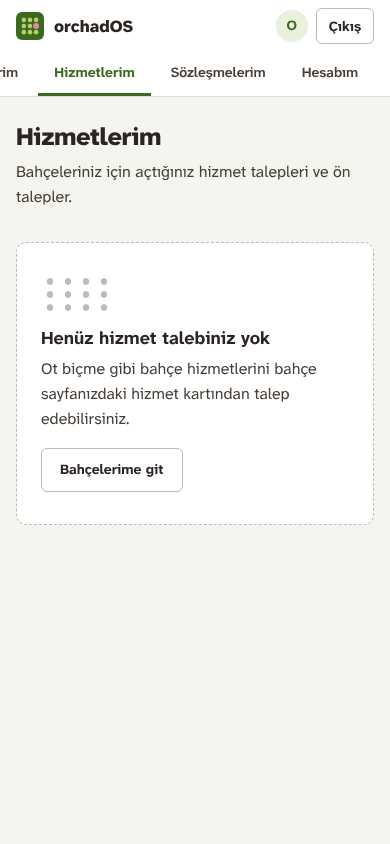 orchadOS
O
Çıkış
rim
Hizmetlerim
Sözleşmelerim
Hesabım
Hizmetlerim
Bahçeleriniz için açtığınız hizmet talepleri ve ön
talepler.
Henüz hizmet talebiniz yok
Ot biçme gibi bahçe hizmetlerini bahçe
sayfanızdaki hizmet kartından talep
edebilirsiniz.
Bahçelerime git